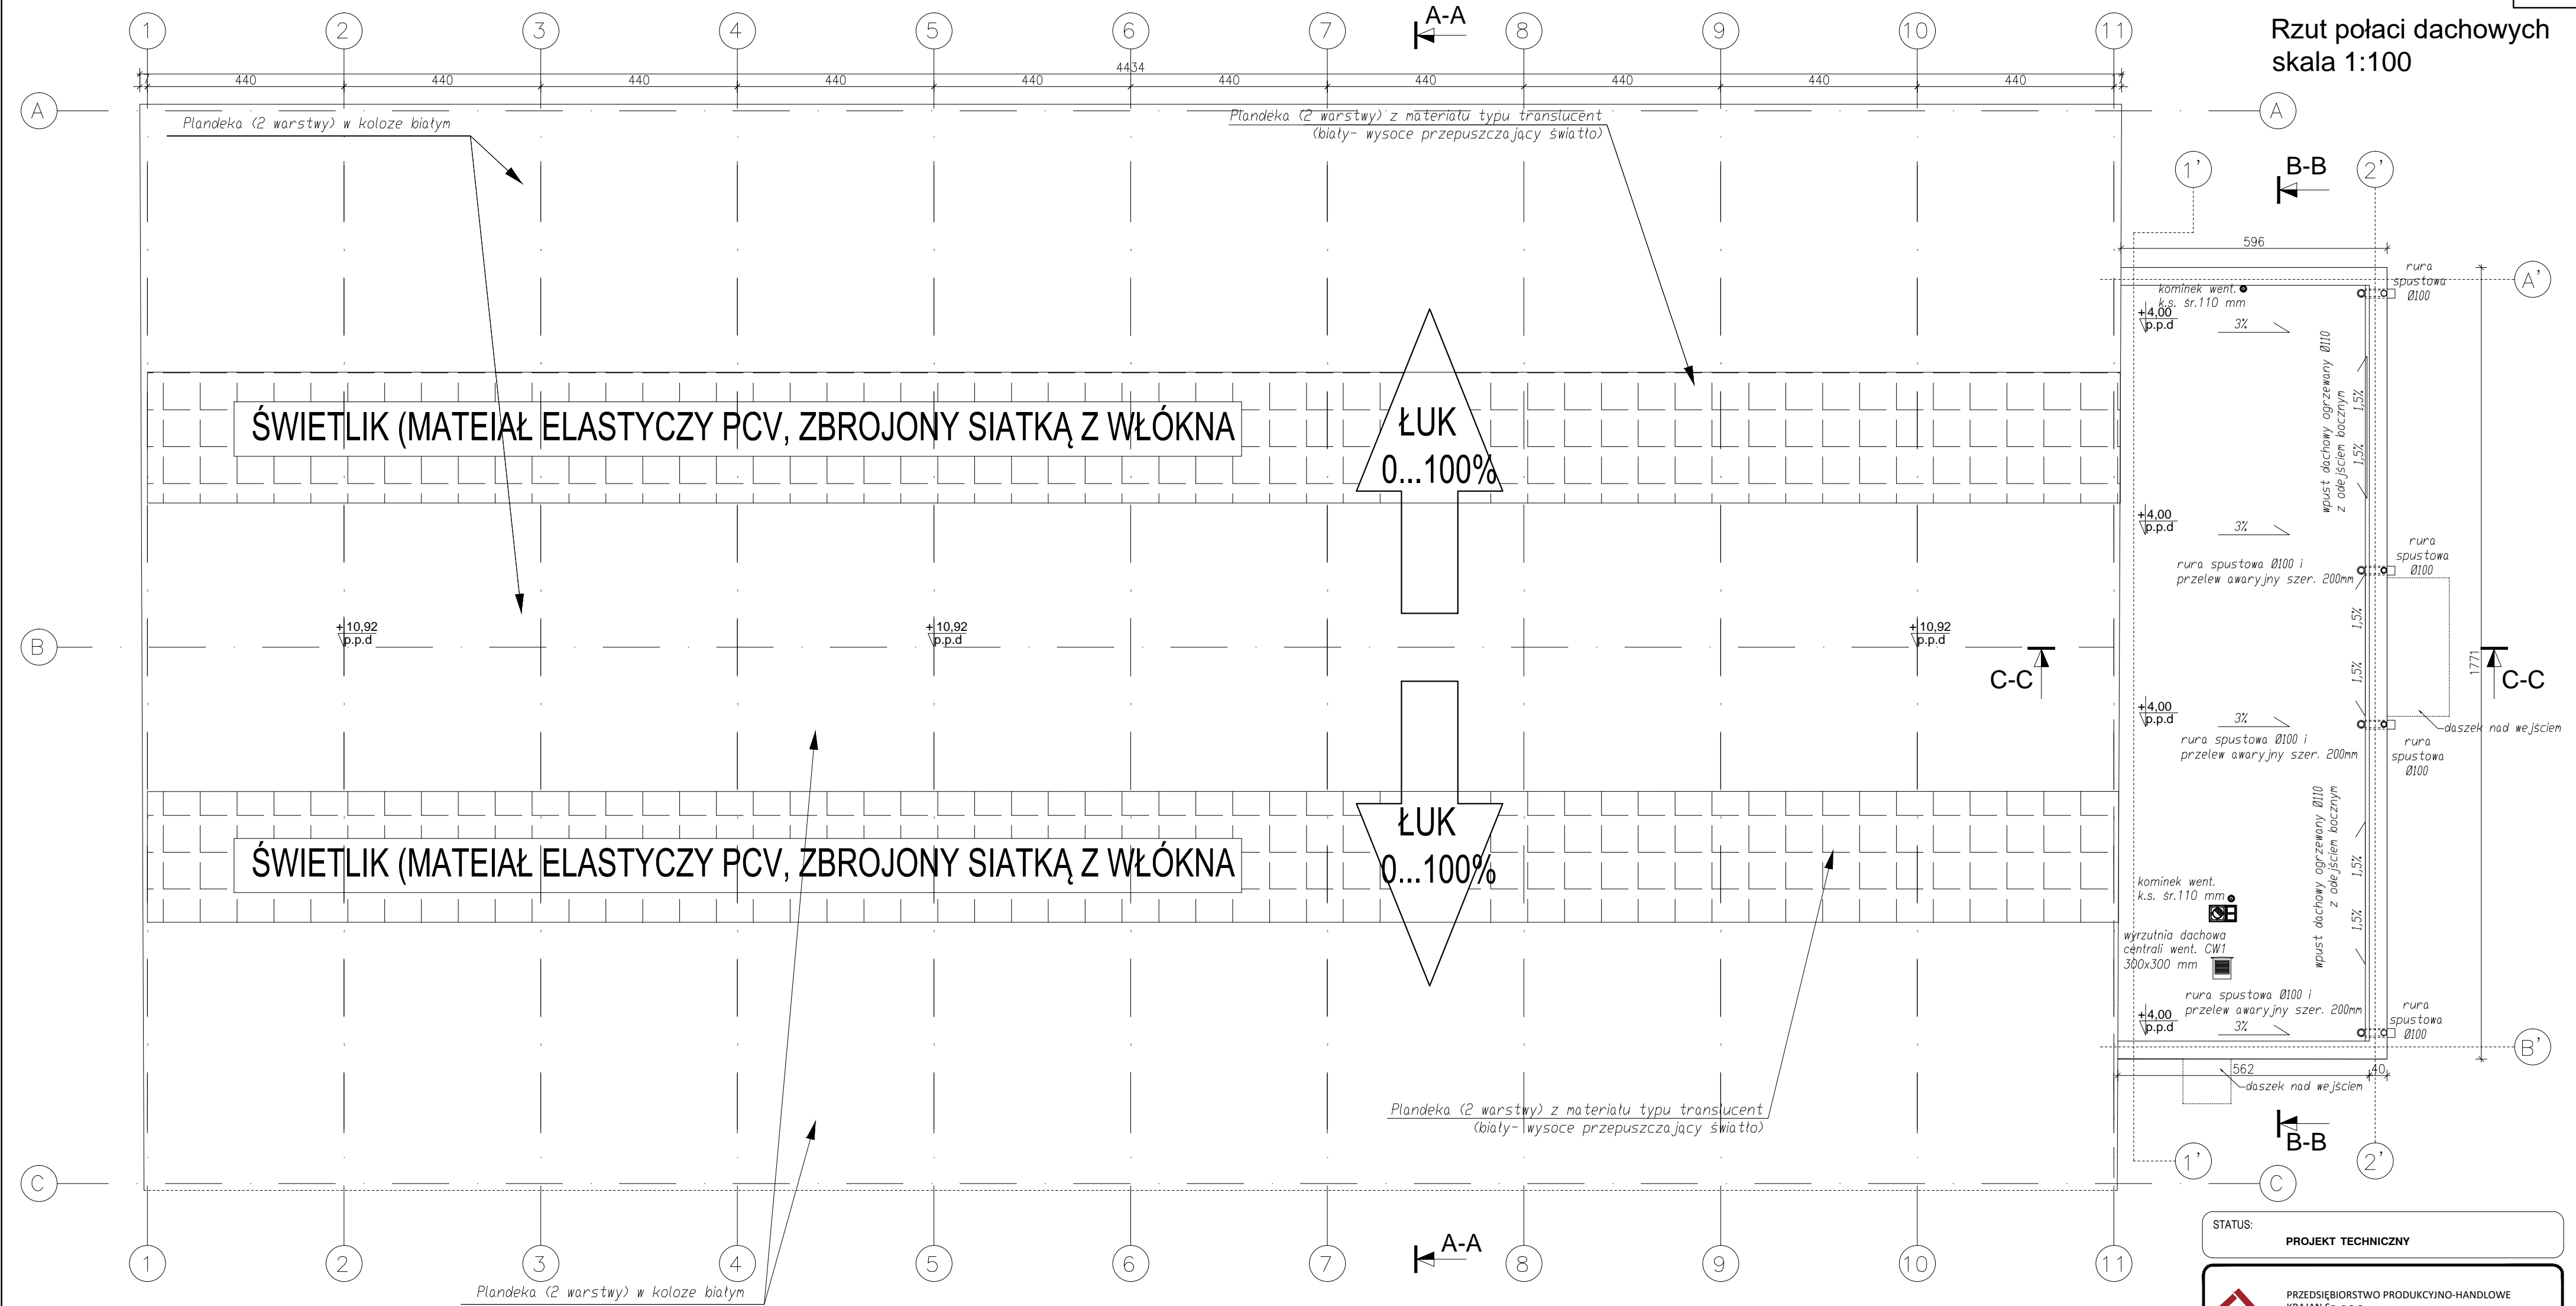 Rzut połaci dachowych
skala 1:100
1 2 3 4 5 6 7 8 9 10 11
A-A
4434
17 440 440 440 440 440 440 440 440 440 440 17
A A
Plandeka (2 warstwy) w koloze białym
Plandeka (2 warstwy) z materiału typu translucent
(biały- wysoce przepuszczający światło)
1' 2'
B-B
596
A'
rura
spustowa
Ø100
kominek went.
k.s. śr.110 mm
+4,00
p.p.d
3%
wpust dachowy ogrzewany Ø110
z odejściem bocznym
1,5%
1,5%
ŚWIETLIK (MATEIAŁ ELASTYCZY PCV, ZBROJONY SIATKĄ Z WŁÓKNA
ŁUK
0...100%
+4,00
p.p.d
3%
rura
spustowa
Ø100
rura spustowa Ø100 i
przelew awaryjny szer. 200mm
1,5%
1,5%
B
+10,92
p.p.d
+10,92
p.p.d
+10,92
p.p.d
C-C
C-C
1771
+4,00
p.p.d
3%
daszek nad wejściem
rura spustowa Ø100 i
przelew awaryjny szer. 200mm
rura
spustowa
Ø100
ŚWIETLIK (MATEIAŁ ELASTYCZY PCV, ZBROJONY SIATKĄ Z WŁÓKNA
ŁUK
0...100%
wpust dachowy ogrzewany Ø110
z odejściem bocznym
1,5%
1,5%
kominek went.
k.s. śr.110 mm
wyrzutnia dachowa
centrali went. CW1
300x300 mm
rura spustowa Ø100 i
przelew awaryjny szer. 200mm
+4,00
p.p.d
3%
rura
spustowa
Ø100
B'
562 40
daszek nad wejściem
Plandeka (2 warstwy) z materiału typu translucent
(biały- wysoce przepuszczający światło)
B-B
1' 2'
C C
A-A
1 2 3 4 5 6 7 8 9 10 11
Plandeka (2 warstwy) w koloze białym
STATUS:
PROJEKT TECHNICZNY
PRZEDSIĘBIORSTWO PRODUKCYJNO-HANDLOWE